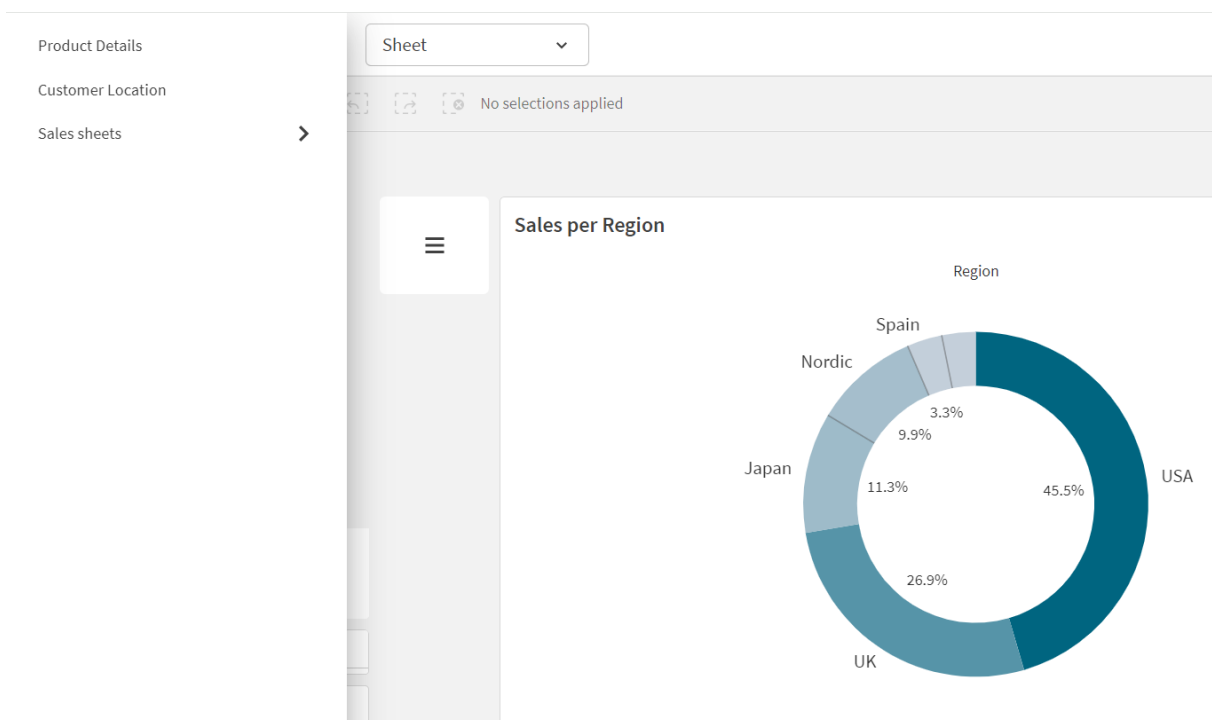 Product Details
Customer Location
Sales sheets
Sheet
No selections applied
Sales per Region
Region
Spain
Nordic
3.3%
9.9%
Japan
11.3%
45.5%
USA
26.9%
UK